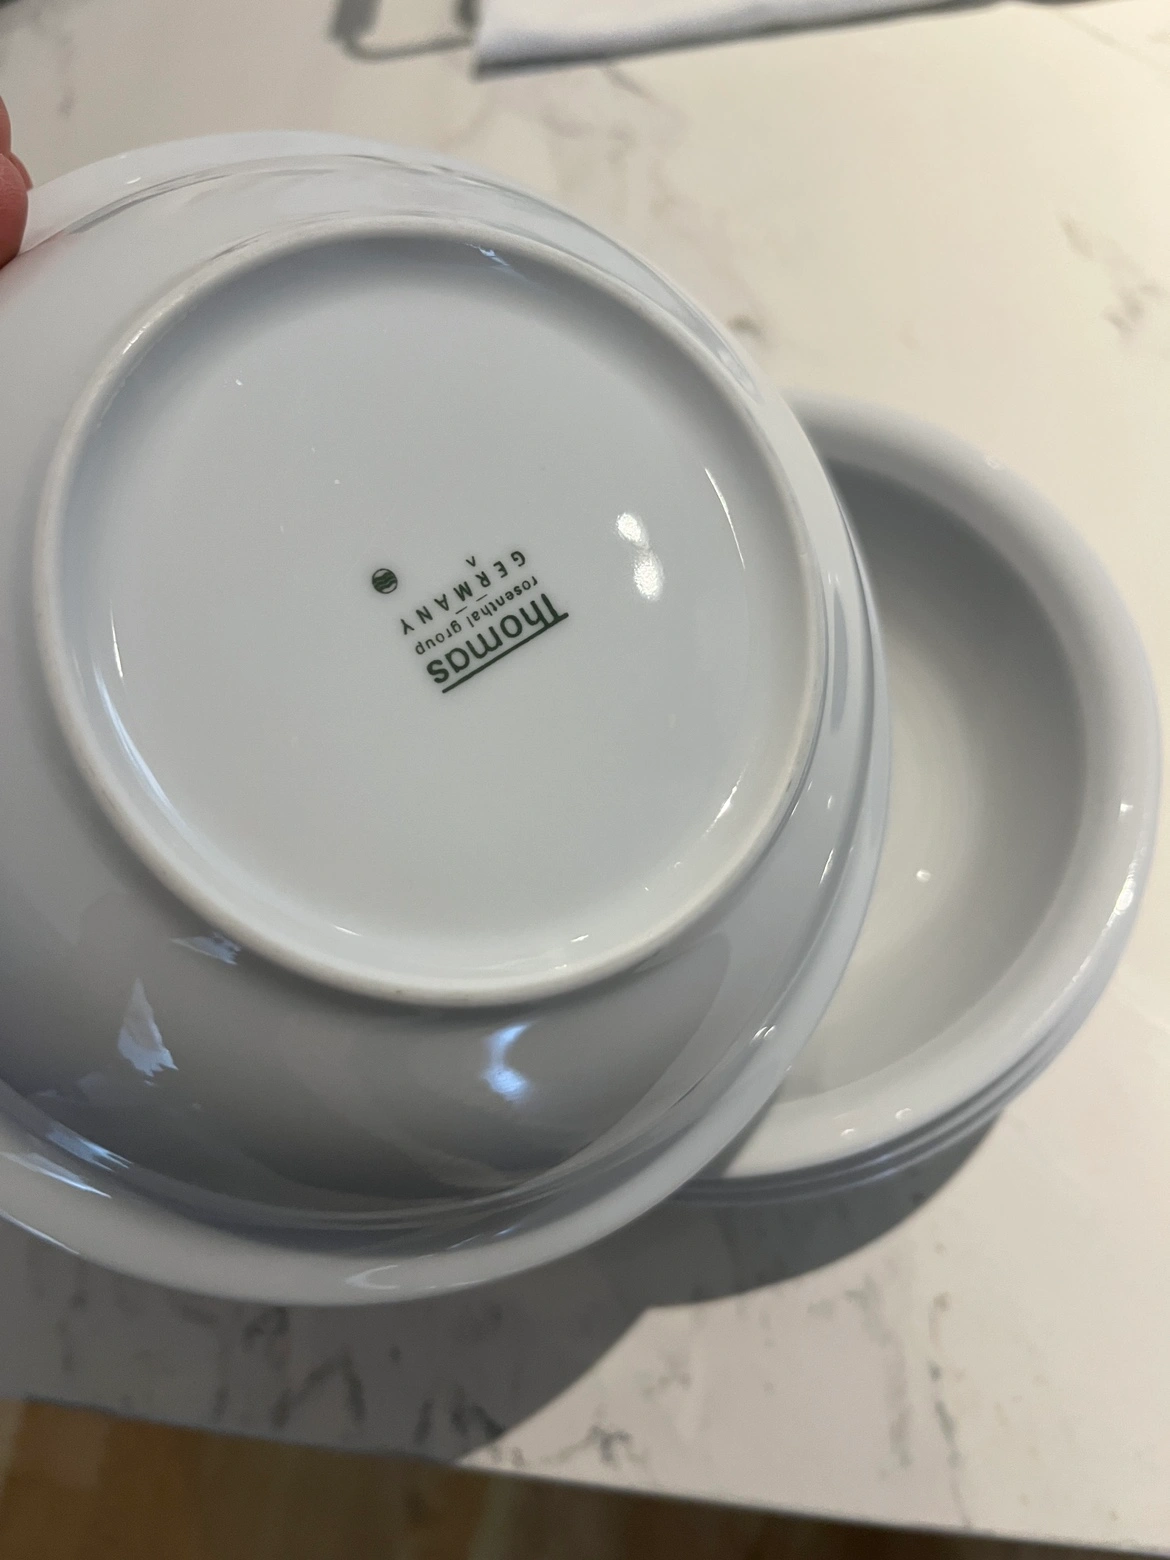 Thomas
rosenthal group
GERMANY